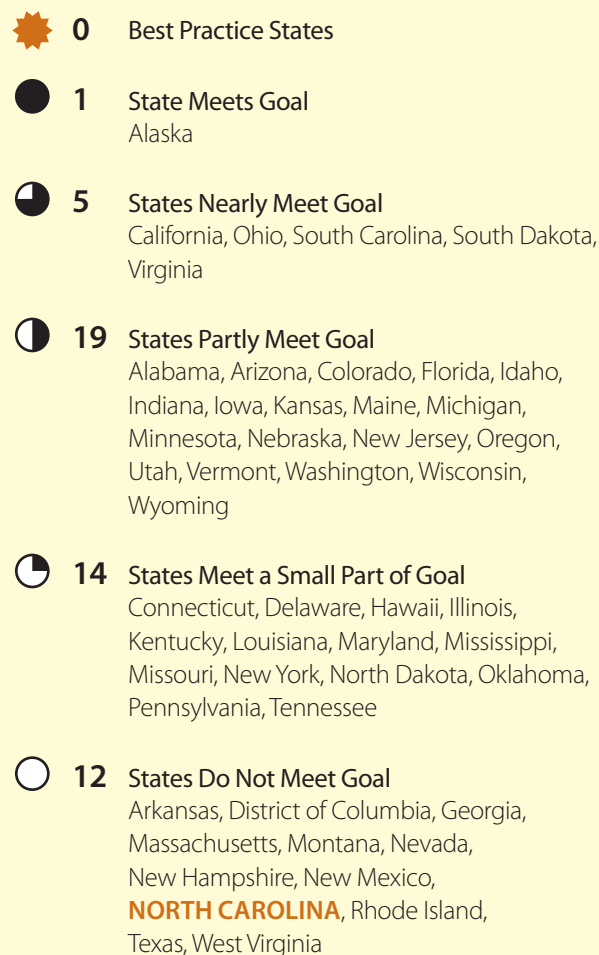 0 Best Practice States
1 State Meets Goal
Alaska
5 States Nearly Meet Goal
California, Ohio, South Carolina, South Dakota,
Virginia
19 States Partly Meet Goal
Alabama, Arizona, Colorado, Florida, Idaho,
Indiana, Iowa, Kansas, Maine, Michigan,
Minnesota, Nebraska, New Jersey, Oregon,
Utah, Vermont, Washington, Wisconsin,
Wyoming
14 States Meet a Small Part of Goal
Connecticut, Delaware, Hawaii, Illinois,
Kentucky, Louisiana, Maryland, Mississippi,
Missouri, New York, North Dakota, Oklahoma,
Pennsylvania, Tennessee
12 States Do Not Meet Goal
Arkansas, District of Columbia, Georgia,
Massachusetts, Montana, Nevada,
New Hampshire, New Mexico,
NORTH CAROLINA, Rhode Island,
Texas, West Virginia